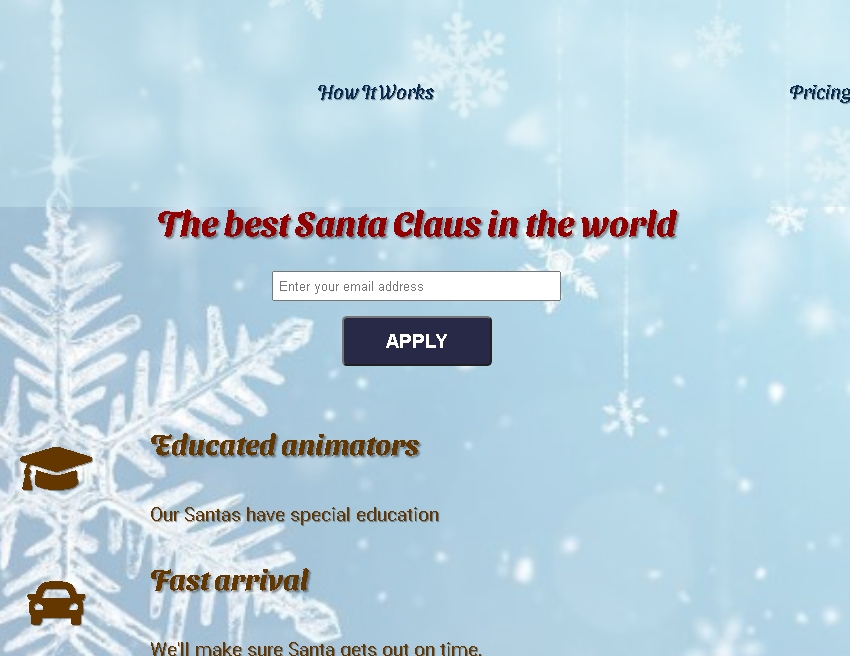 How It Works
Pricing
The best Santa Claus in the world
Enter your email address
APPLY
Educated animators
Our Santas have special education
Fast arrival
We'll make sure Santa gets out on time.